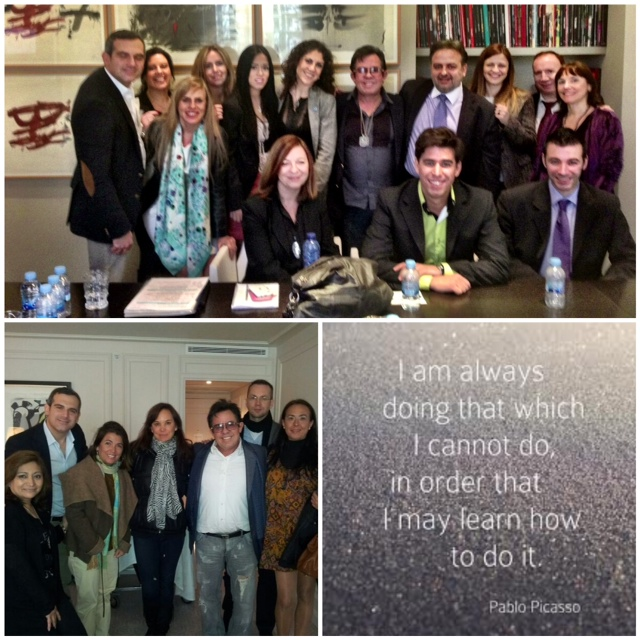 I am always
doing that which
I cannot do,
in order that
I may learn how
to do it.
Pablo Picasso